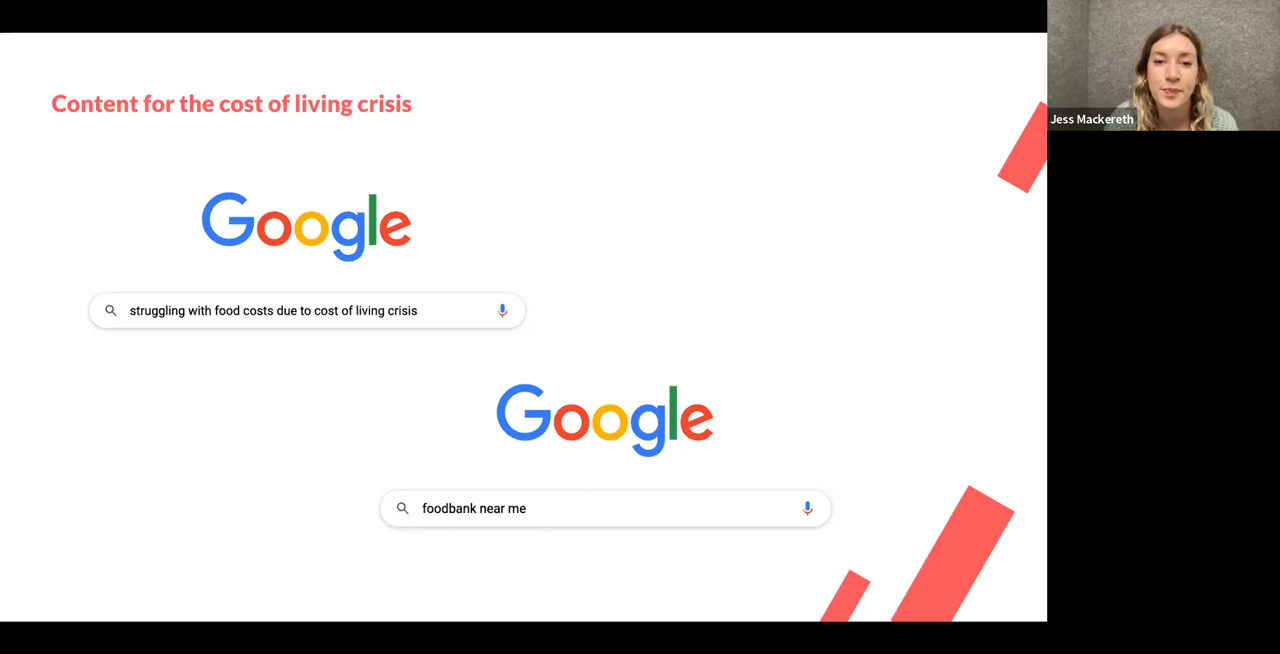 Content for the cost of living crisis
Google
struggling with food costs due to cost of living crisis
Google
foodbank near me
Jess Mackereth